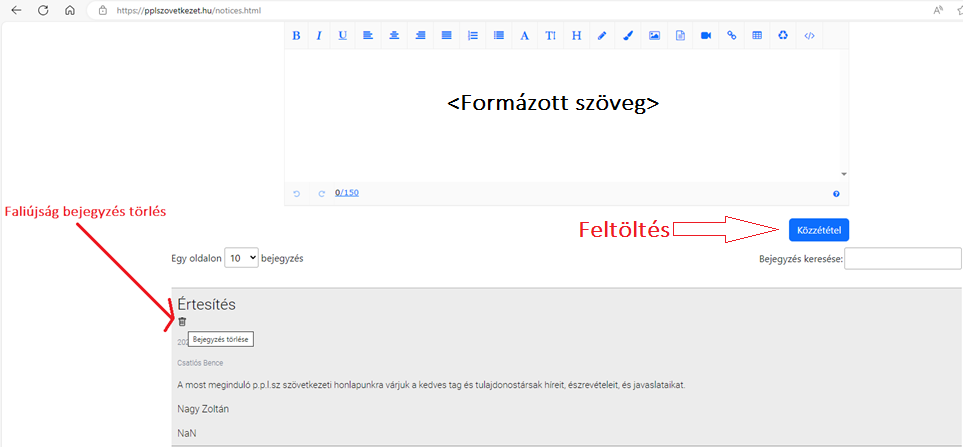 https://pplszovetkezet.hu/notices.html
<Formázott szöveg>
0/150
Faliújság bejegyzés törlés
Feltöltés
Közzététel
Egy oldalon 10 bejegyzés
Bejegyzés keresése:
Értesítés
202
Bejegyzés törlése
Csatlós Bence
A most meginduló p.p.l.sz szövetkezeti honlapunkra várjuk a kedves tag és tulajdonostársak híreit, észrevételeit, és javaslataikat.
Nagy Zoltán
NaN